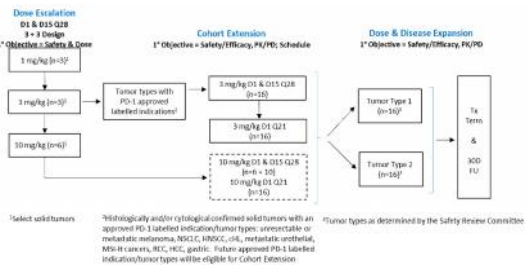 Dose Escalation
D1 & D15 Q28
3 + 3 Design
1° Objective = Safety & Dose
1 mg/kg (n=3)¹
3 mg/kg (n=3)¹
10 mg/kg (n=6)¹
¹Select solid tumors
Cohort Extension
1° Objective = Safety/Efficacy, PK/PD; Schedule
Tumor types with
PD-1 approved
labelled indications²
3 mg/kg D1 & D15 Q28
(n=16)
3 mg/kg D1 Q21
(n=16)
10 mg/kg D1 & D15 Q28
(n=6 + 10)
10 mg/kg D1 Q21
(n=16)
²Histologically and/or cytological confirmed solid tumors with an
approved PD-1 labelled indication/tumor types: unresectable or
metastatic melanoma, NSCLC, HNSCC, cHL, metastatic urothelial,
MSI-H cancers, RCC, HCC, gastric. Future approved PD-1 labelled
indication/tumor types will be eligible for Cohort Extension
Dose & Disease Expansion
1° Objective = Safety/Efficacy, PK/PD
Tumor Type 1
(n=16)³
Tumor Type 2
(n=16)³
Tx
Term
&
30D
FU
³Tumor types as determined by the Safety Review Committee